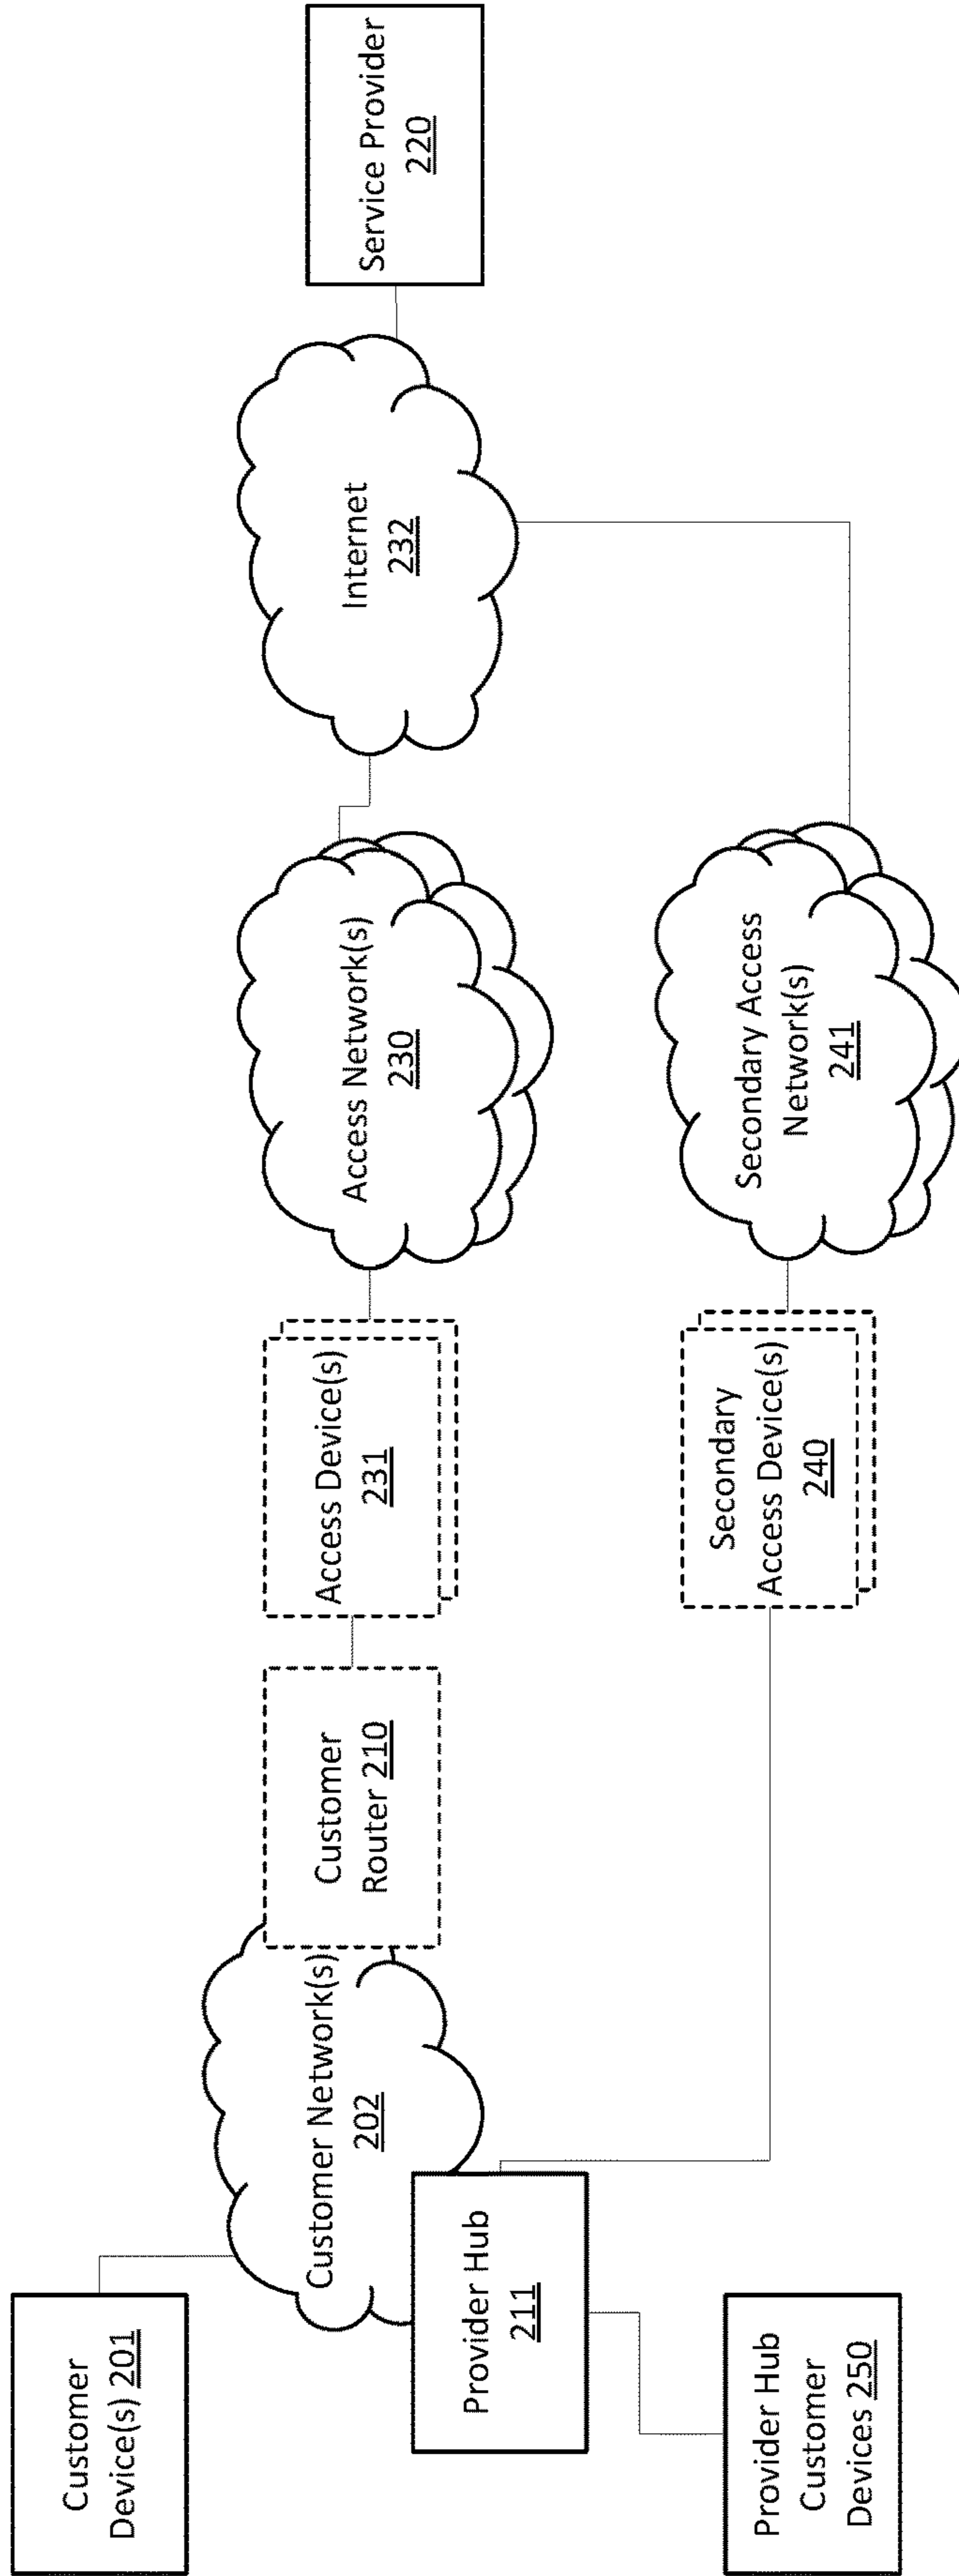 Customer
Device(s) 201
Customer Network(s)
202
Customer
Router 210
Access Device(s)
231
Access Network(s)
230
Internet
232
Service Provider
220
Provider Hub
211
Provider Hub
Customer
Devices 250
Secondary
Access Device(s)
240
Secondary Access
Network(s)
241